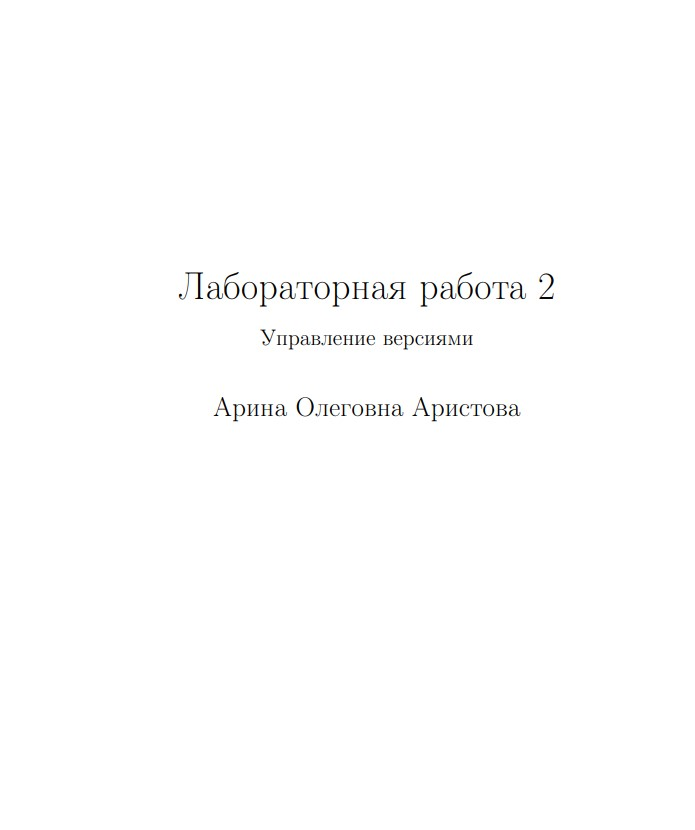 Лабораторная работа 2
Управление версиями
Арина Олеговна Аристова